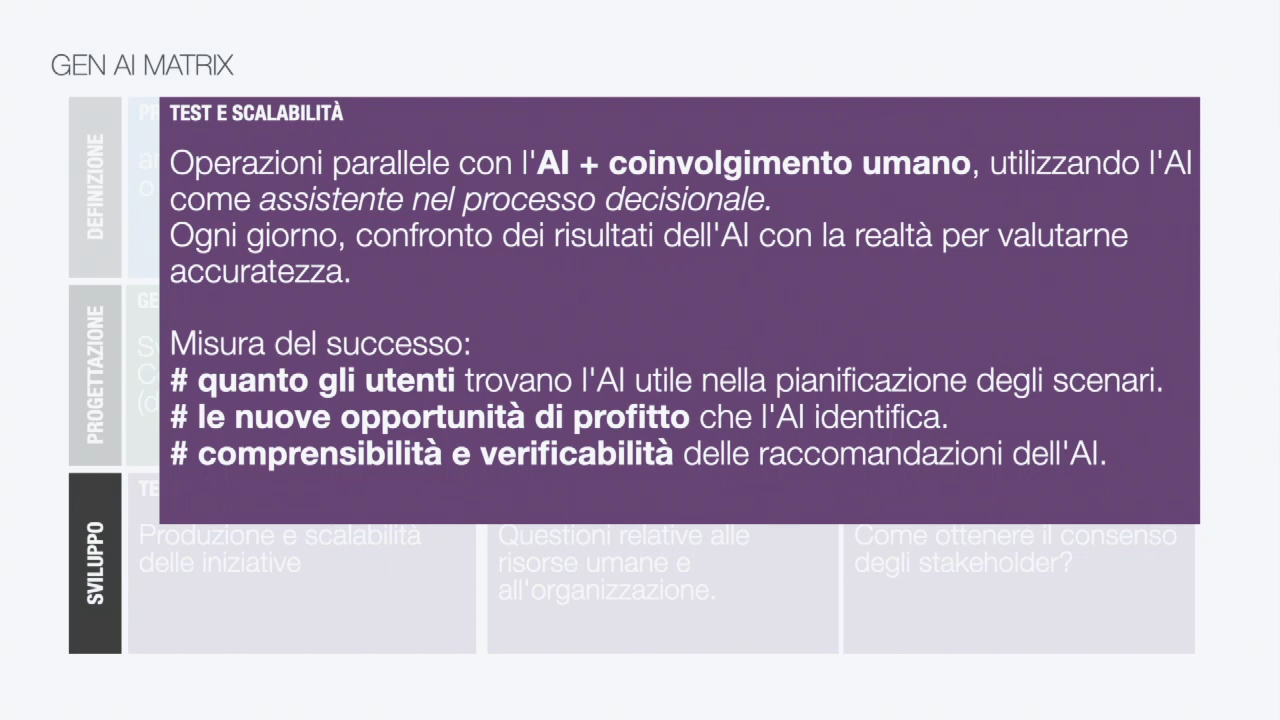 GEN AI MATRIX
DEFINIZIONE
TEST E SCALABILITÀ
Operazioni parallele con l'AI + coinvolgimento umano, utilizzando l'AI
come assistente nel processo decisionale.
Ogni giorno, confronto dei risultati dell'AI con la realtà per valutarne
accuratezza.
Misura del successo:
# quanto gli utenti trovano l'AI utile nella pianificazione degli scenari.
# le nuove opportunità di profitto che l'AI identifica.
# comprensibilità e verificabilità delle raccomandazioni dell'AI.
PROGETTAZIONE
SVILUPPO
Produzione e scalabilità
delle iniziative
Questioni relative alle
risorse umane e
all'organizzazione.
Come ottenere il consenso
degli stakeholder?